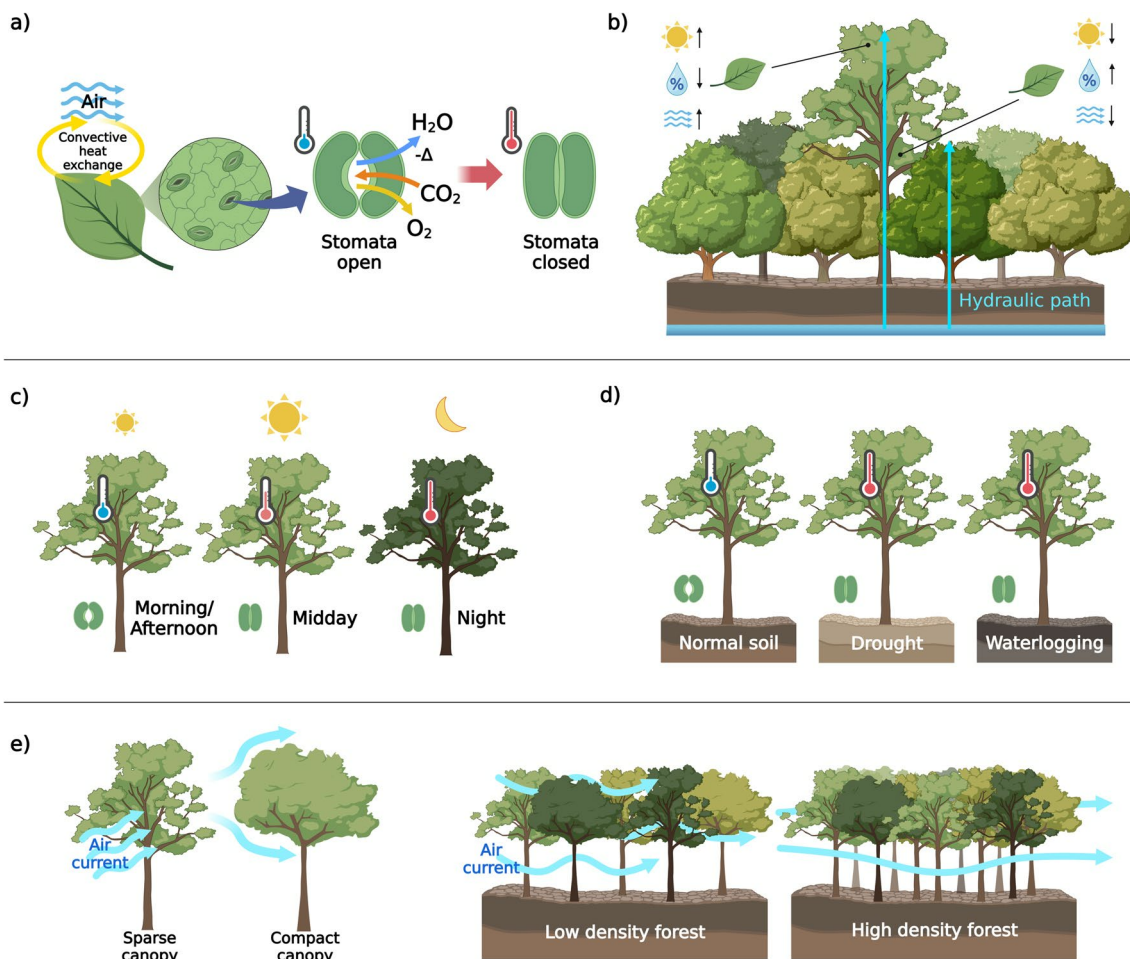 a)
Air
Convective
heat
exchange
H₂O
-Δ
CO₂
O₂
Stomata
open
Stomata
closed
b)
%
%
Hydraulic path
c)
Morning/
Afternoon
Midday
Night
d)
Normal soil
Drought
Waterlogging
e)
Air
current
Sparse
canopy
Compact
canopy
Air
current
Low density forest
High density forest